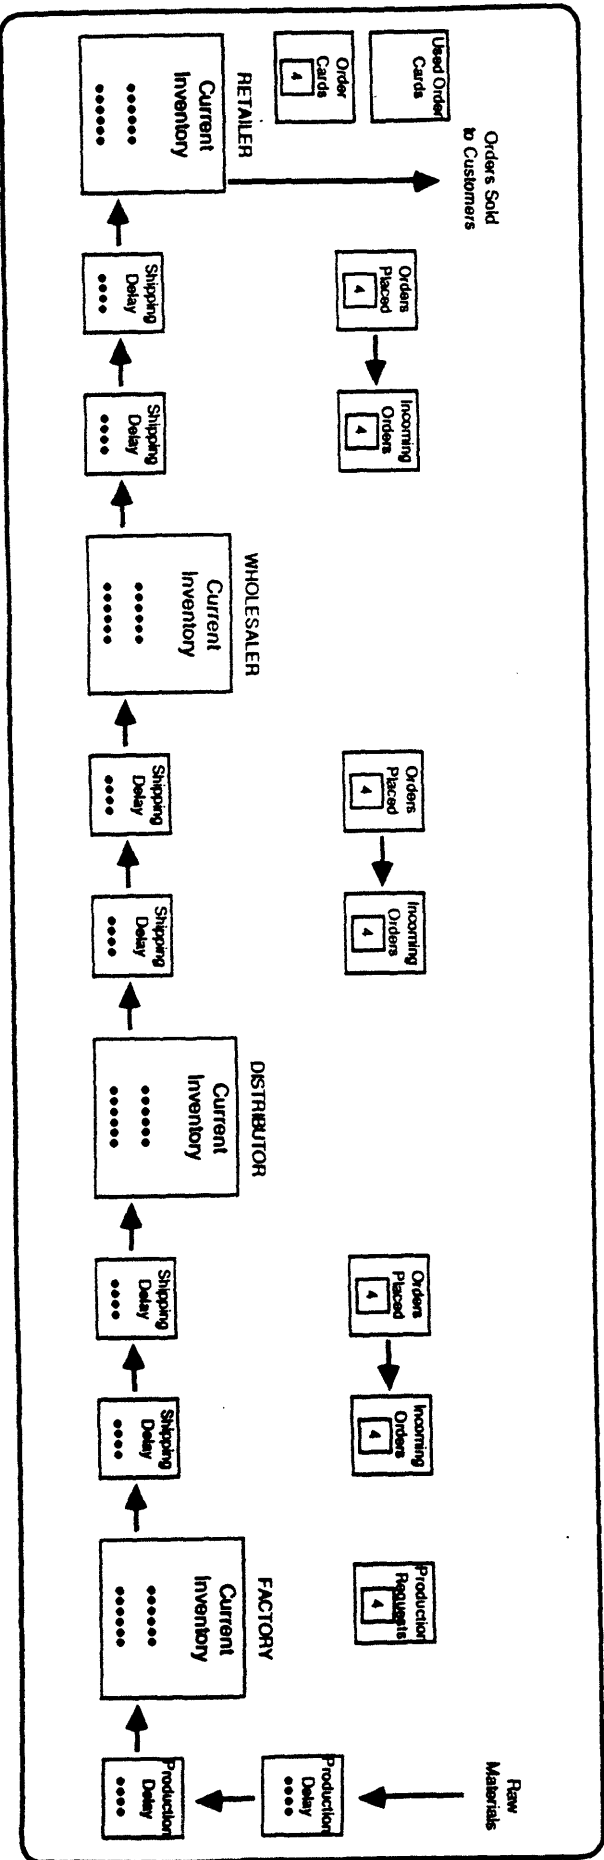 Used Order
Cards
Order
Cards
4
Orders Sold
to Customers
RETAILER
Current
Inventory
Orders
Placed
4
Incoming
Orders
4
Shipping
Delay
Shipping
Delay
WHOLESALER
Current
Inventory
Orders
Placed
4
Incoming
Orders
4
Shipping
Delay
Shipping
Delay
DISTRIBUTOR
Current
Inventory
Orders
Placed
4
Incoming
Orders
4
Shipping
Delay
Shipping
Delay
FACTORY
Current
Inventory
Production
Requests
4
Raw
Materials
Production
Delay
Production
Delay